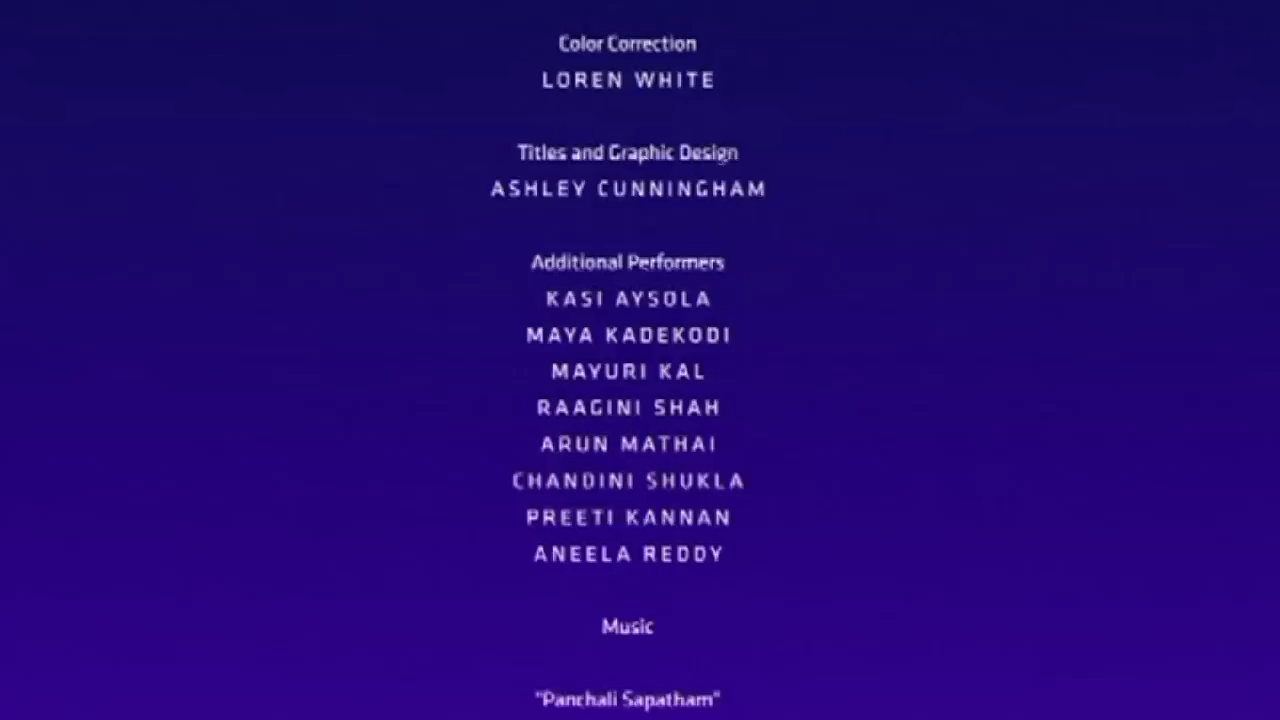 Color Correction
LOREN WHITE
Titles and Graphic Design
ASHLEY CUNNINGHAM
Additional Performers
KASI AYSOLA
MAYA KADEKODI
MAYURI KAL
RAAGINI SHAH
ARUN MATHAI
CHANDINI SHUKLA
PREETI KANNAN
ANEELA REDDY
Music
"Panchali Sapatham"